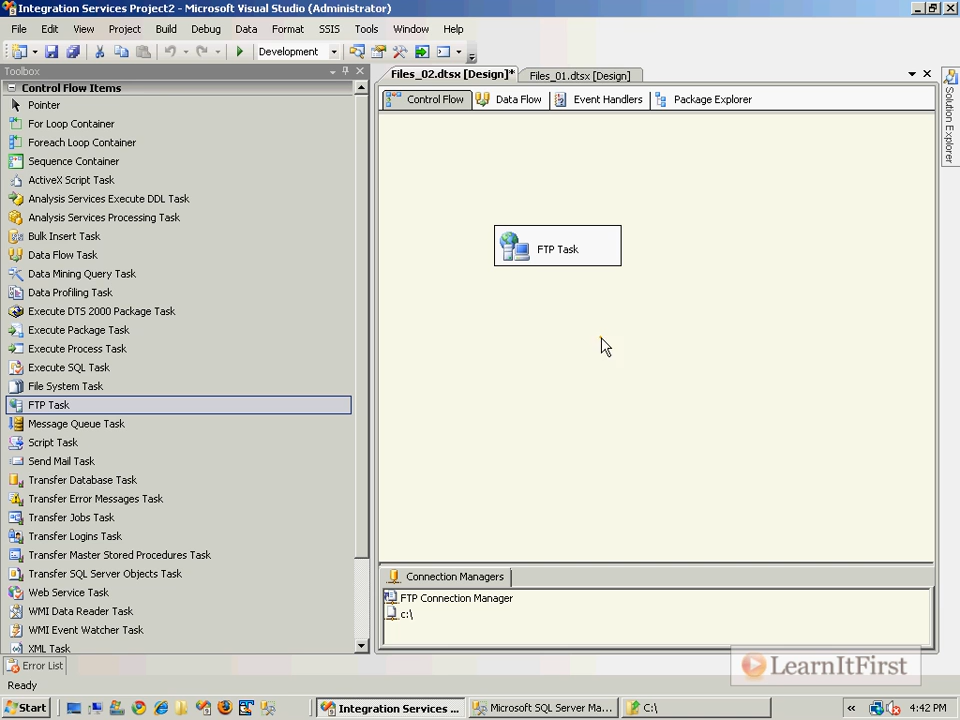 Integration Services Project2 - Microsoft Visual Studio (Administrator)
File Edit View Project Build Debug Data Format SSIS Tools Window Help
Development
Toolbox
Control Flow Items
Pointer
For Loop Container
Foreach Loop Container
Sequence Container
ActiveX Script Task
Analysis Services Execute DDL Task
Analysis Services Processing Task
Bulk Insert Task
Data Flow Task
Data Mining Query Task
Data Profiling Task
Execute DTS 2000 Package Task
Execute Package Task
Execute Process Task
Execute SQL Task
File System Task
FTP Task
Message Queue Task
Script Task
Send Mail Task
Transfer Database Task
Transfer Error Messages Task
Transfer Jobs Task
Transfer Logins Task
Transfer Master Stored Procedures Task
Transfer SQL Server Objects Task
Web Service Task
WMI Data Reader Task
WMI Event Watcher Task
XML Task
Error List
Ready
Files_02.dtsx [Design]* Files_01.dtsx [Design]
Control Flow Data Flow Event Handlers Package Explorer
FTP Task
Connection Managers
FTP Connection Manager
c:\
Solution Explorer
LearnItFirst
Start Integration Services ... Microsoft SQL Server Ma... C:\ « 4:42 PM